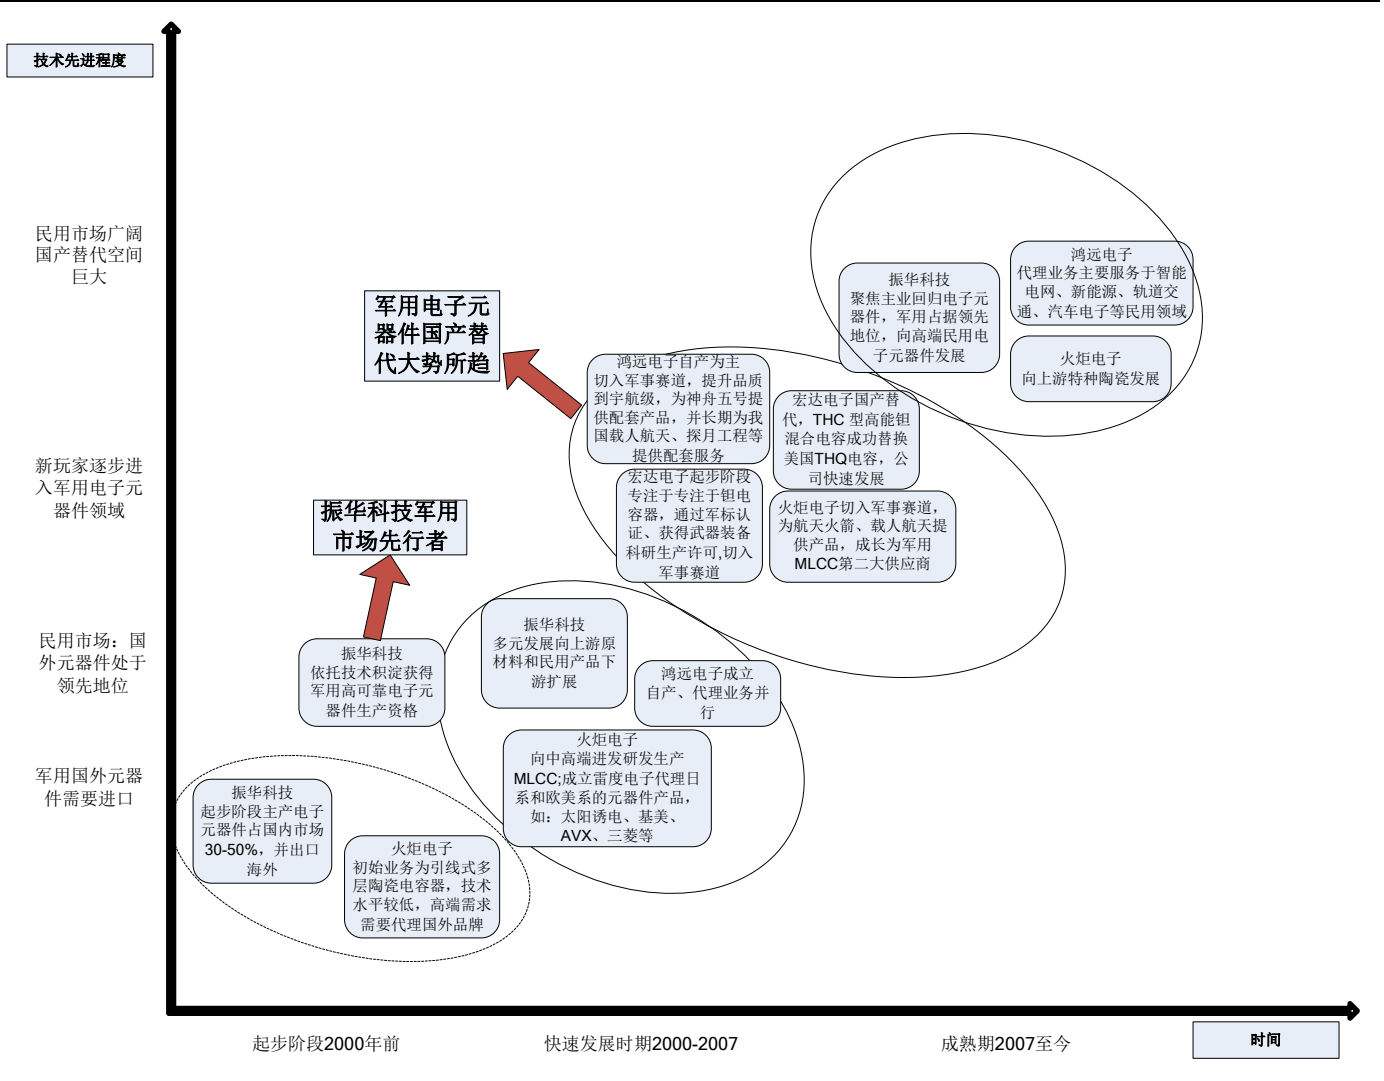 技术先进程度
民用市场广阔
国产替代空间
巨大
新玩家逐步进
入军用电子元
器件领域
民用市场：国
外元器件处于
领先地位
军用国外元器
件需要进口
军用电子元
器件国产替
代大势所趋
振华科技军用
市场先行者
振华科技
聚焦主业回归电子元
器件，军用占据领先
地位，向高端民用电
子元器件发展
鸿远电子
代理业务主要服务于智能
电网、新能源、轨道交
通、汽车电子等民用领域
火炬电子
向上游特种陶瓷发展
鸿远电子自产为主
切入军事赛道，提升品质
到宇航级，为神舟五号提
供配套产品，并长期为我
国载人航天、探月工程等
提供配套服务
宏达电子国产替
代，THC 型高能钽
混合电容成功替换
美国THQ电容，公
司快速发展
宏达电子起步阶段
专注于专注于钽电
容器，通过军标认
证、获得武器装备
科研生产许可,切入
军事赛道
火炬电子切入军事赛道，
为航天火箭、载人航天提
供产品，成长为军用
MLCC第二大供应商
振华科技
依托技术积淀获得
军用高可靠电子元
器件生产资格
振华科技
多元发展向上游原
材料和民用产品下
游扩展
鸿远电子成立
自产、代理业务并
行
火炬电子
向中高端进发研发生产
MLCC;成立雷度电子代理日
系和欧美系的元器件产品，
如：太阳诱电、基美、
AVX、三菱等
振华科技
起步阶段主产电子
元器件占国内市场
30-50%，并出口
海外
火炬电子
初始业务为引线式多
层陶瓷电容器，技术
水平较低，高端需求
需要代理国外品牌
起步阶段2000年前
快速发展时期2000-2007
成熟期2007至今
时间